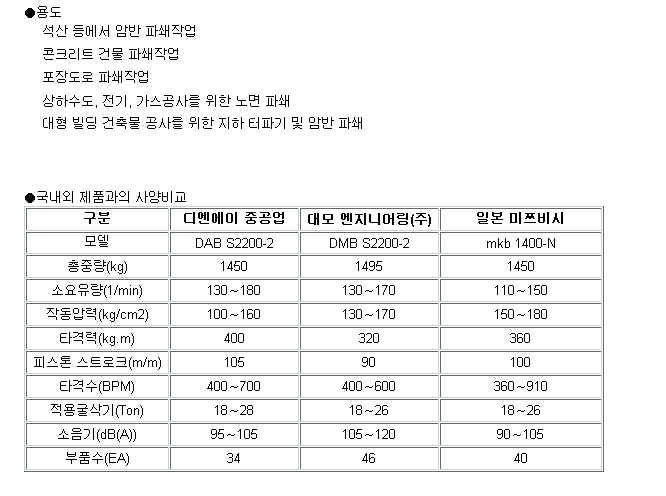 ●용도
석산 등에서 암반 파쇄작업
콘크리트 건물 파쇄작업
포장도로 파쇄작업
상하수도, 전기, 가스공사를 위한 노면 파쇄
대형 빌딩 건축물 공사를 위한 지하 터파기 및 암반 파쇄
●국내외 제품과의 사양비교
구분 디엔에이 중공업 대모 엔지니어링(주) 일본 미쯔비시
모델 DAB S2200-2 DMB S2200-2 mkb 1400-N
총중량(kg) 1450 1495 1450
소요유량(1/min) 130~180 130~170 110~150
작동압력(kg/cm2) 100~160 130~170 150~180
타격력(kg.m) 400 320 360
피스톤 스트로크(m/m) 105 90 100
타격수(BPM) 400~700 400~600 360~910
적용굴삭기(Ton) 18~28 18~26 18~26
소음기(dB(A)) 95~105 105~120 90~105
부품수(EA) 34 46 40